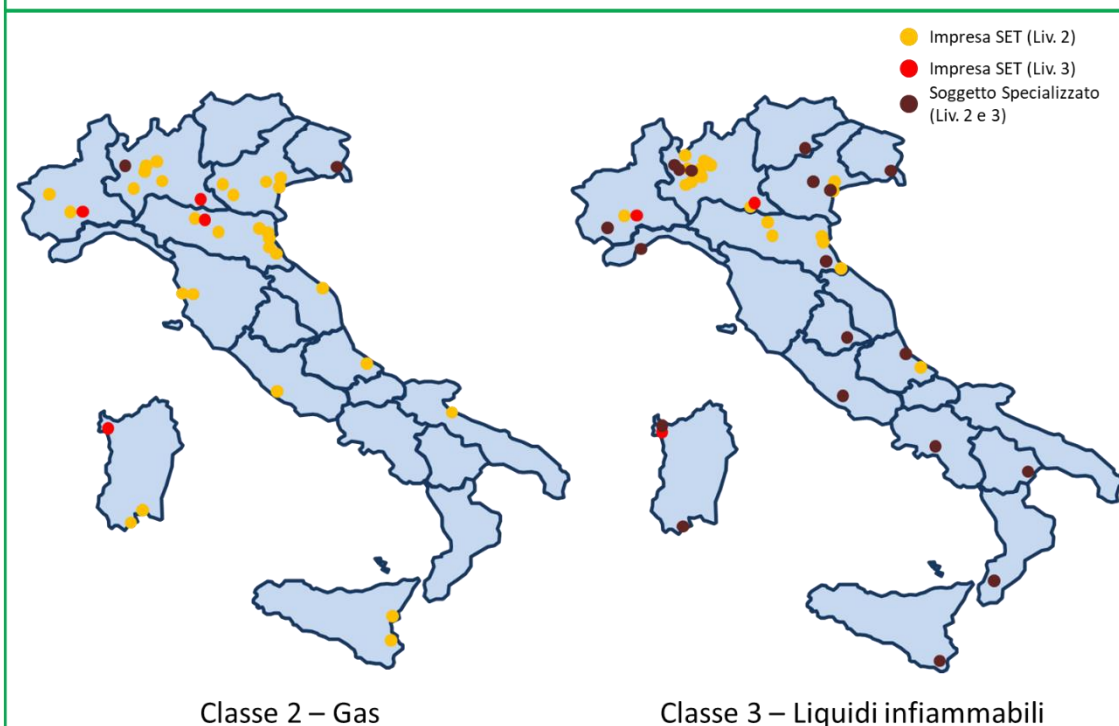 Impresa SET (Liv. 2)
Impresa SET (Liv. 3)
Soggetto Specializzato
(Liv. 2 e 3)
Classe 2 – Gas
Classe 3 – Liquidi infiammabili